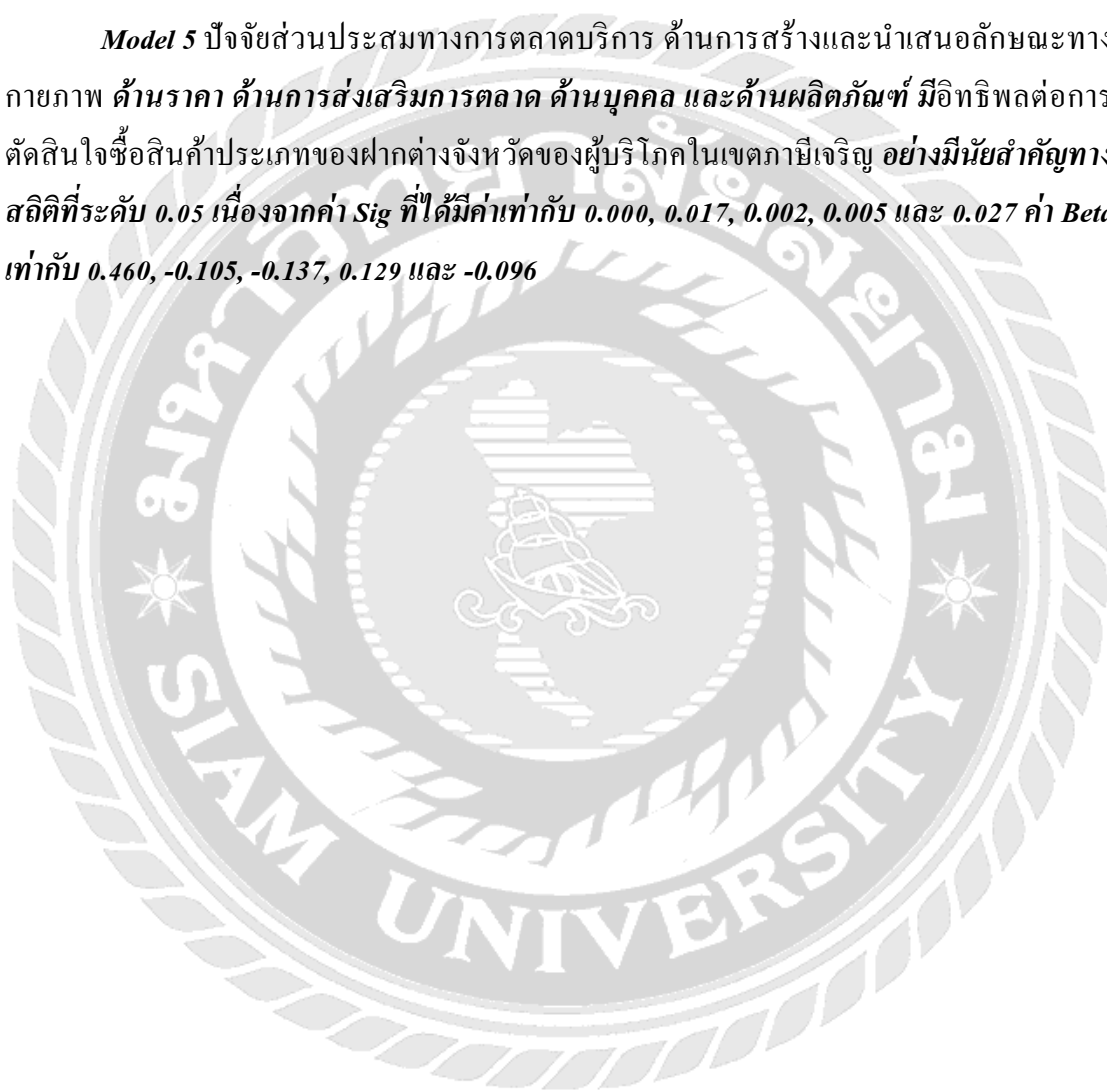 Model 5 ปัจจัยส่วนประสมทางการตลาดบริการ ด้านการสร้างและนำเสนอลักษณะทาง
กายภาพ ด้านราคา ด้านการส่งเสริมการตลาด ด้านบุคคล และด้านผลิตภัณฑ์ มีอิทธิพลต่อการ
ตัดสินใจซื้อสินค้าประเภทของฝากต่างจังหวัดของผู้บริโภคในเขตภาษีเจริญ อย่างมีนัยสำคัญทาง
สถิติที่ระดับ 0.05 เนื่องจากค่า Sig ที่ได้มีค่าเท่ากับ 0.000, 0.017, 0.002, 0.005 และ 0.027 ค่า Beta
เท่ากับ 0.460, -0.105, -0.137, 0.129 และ -0.096
มหาวิทยาลัยสยาม
SIAM UNIVERSITY